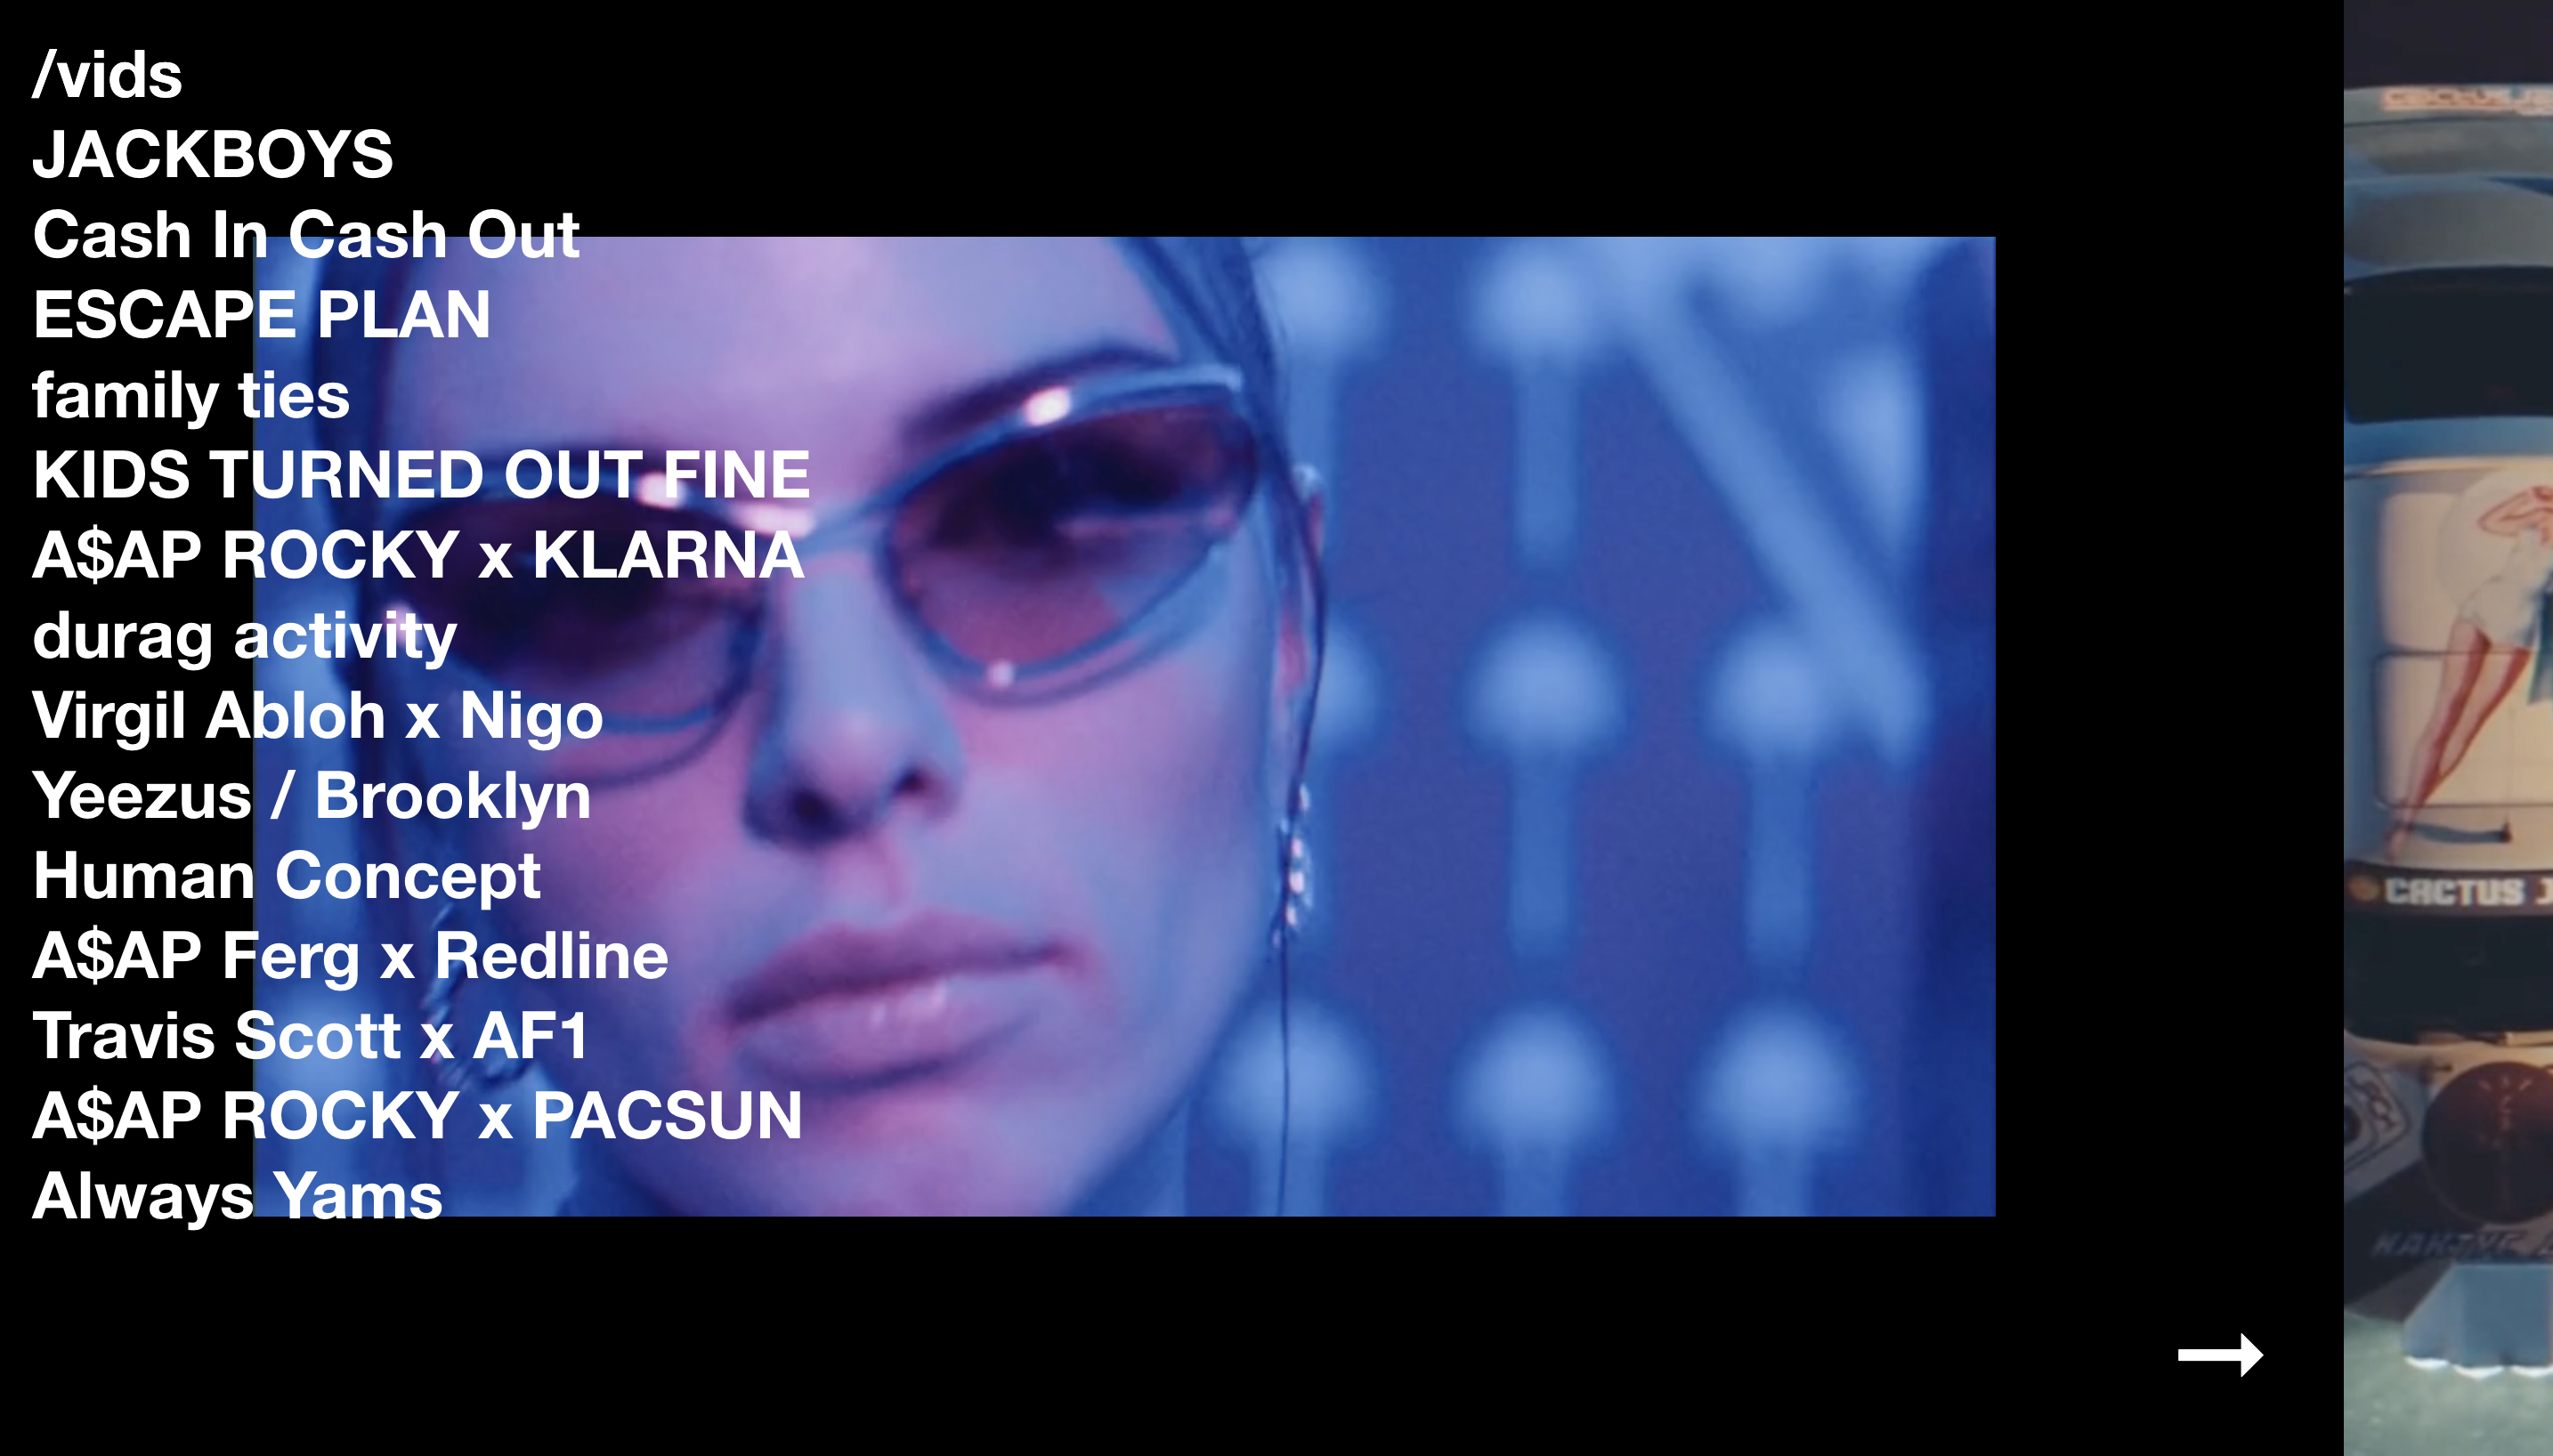 /vids
JACKBOYS
Cash In Cash Out
ESCAPE PLAN
family ties
KIDS TURNED OUT FINE
A$AP ROCKY x KLARNA
durag activity
Virgil Abloh x Nigo
Yeezus / Brooklyn
Human Concept
A$AP Ferg x Redline
Travis Scott x AF1
A$AP ROCKY x PACSUN
Always Yams
CACTUS J